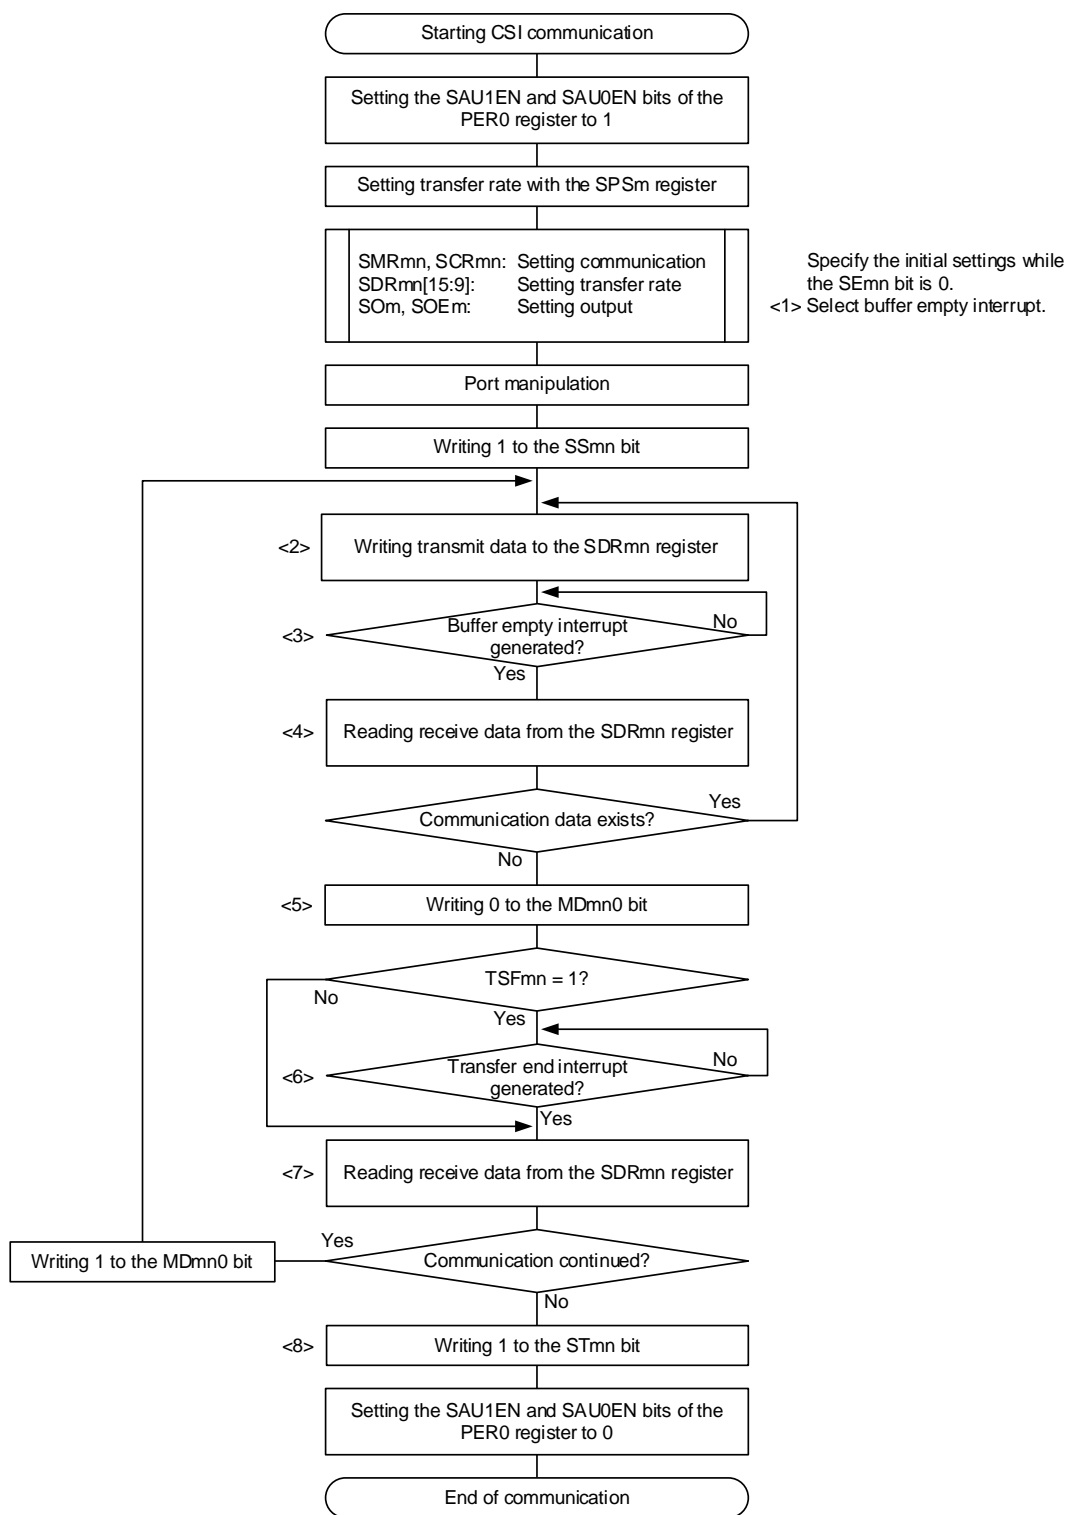 Starting CSI communication
Setting the SAU1EN and SAU0EN bits of the
PER0 register to 1
Setting transfer rate with the SPSm register
SMRmn, SCRmn: Setting communication
SDRmn[15:9]: Setting transfer rate
SOm, SOEm: Setting output
Specify the initial settings while
the SEmn bit is 0.
<1> Select buffer empty interrupt.
Port manipulation
Writing 1 to the SSmn bit
<2> Writing transmit data to the SDRmn register
<3> Buffer empty interrupt
generated?
No
Yes
<4> Reading receive data from the SDRmn register
Communication data exists?
Yes
No
<5> Writing 0 to the MDmn0 bit
TSFmn = 1?
No
Yes
<6> Transfer end interrupt
generated?
No
Yes
<7> Reading receive data from the SDRmn register
Communication continued?
Yes
Writing 1 to the MDmn0 bit
No
<8> Writing 1 to the STmn bit
Setting the SAU1EN and SAU0EN bits of the
PER0 register to 0
End of communication